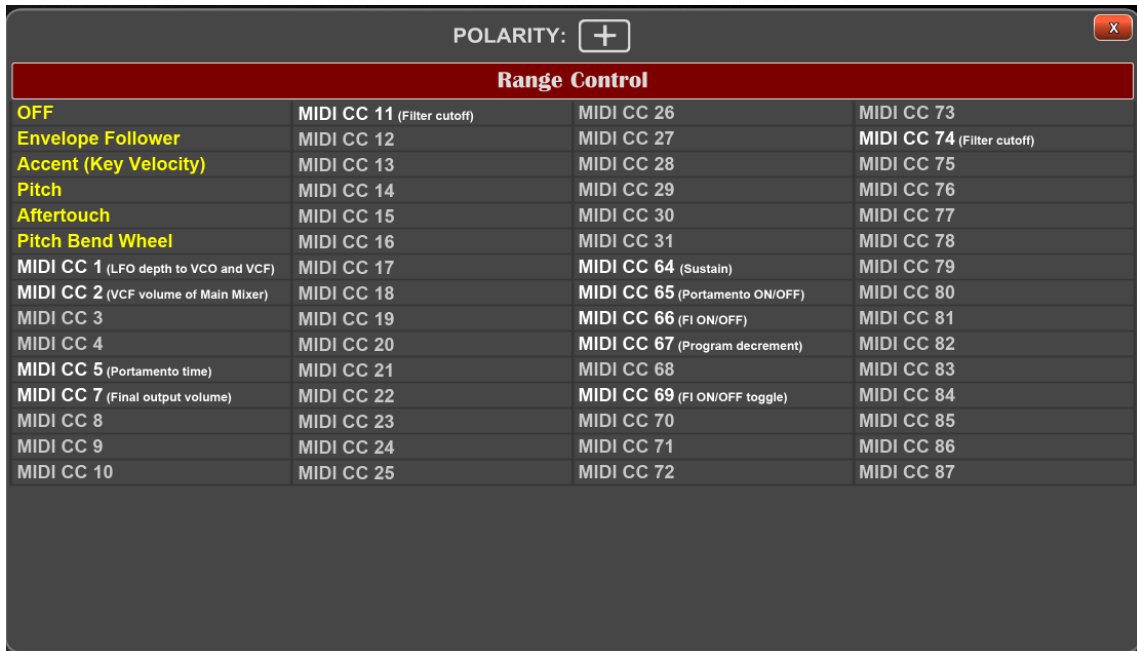 POLARITY: +
X
Range Control
OFF
Envelope Follower
Accent (Key Velocity)
Pitch
Aftertouch
Pitch Bend Wheel
MIDI CC 1 (LFO depth to VCO and VCF)
MIDI CC 2 (VCF volume of Main Mixer)
MIDI CC 3
MIDI CC 4
MIDI CC 5 (Portamento time)
MIDI CC 7 (Final output volume)
MIDI CC 8
MIDI CC 9
MIDI CC 10
MIDI CC 11 (Filter cutoff)
MIDI CC 12
MIDI CC 13
MIDI CC 14
MIDI CC 15
MIDI CC 16
MIDI CC 17
MIDI CC 18
MIDI CC 19
MIDI CC 20
MIDI CC 21
MIDI CC 22
MIDI CC 23
MIDI CC 24
MIDI CC 25
MIDI CC 26
MIDI CC 27
MIDI CC 28
MIDI CC 29
MIDI CC 30
MIDI CC 31
MIDI CC 64 (Sustain)
MIDI CC 65 (Portamento ON/OFF)
MIDI CC 66 (FI ON/OFF)
MIDI CC 67 (Program decrement)
MIDI CC 68
MIDI CC 69 (FI ON/OFF toggle)
MIDI CC 70
MIDI CC 71
MIDI CC 72
MIDI CC 73
MIDI CC 74 (Filter cutoff)
MIDI CC 75
MIDI CC 76
MIDI CC 77
MIDI CC 78
MIDI CC 79
MIDI CC 80
MIDI CC 81
MIDI CC 82
MIDI CC 83
MIDI CC 84
MIDI CC 85
MIDI CC 86
MIDI CC 87